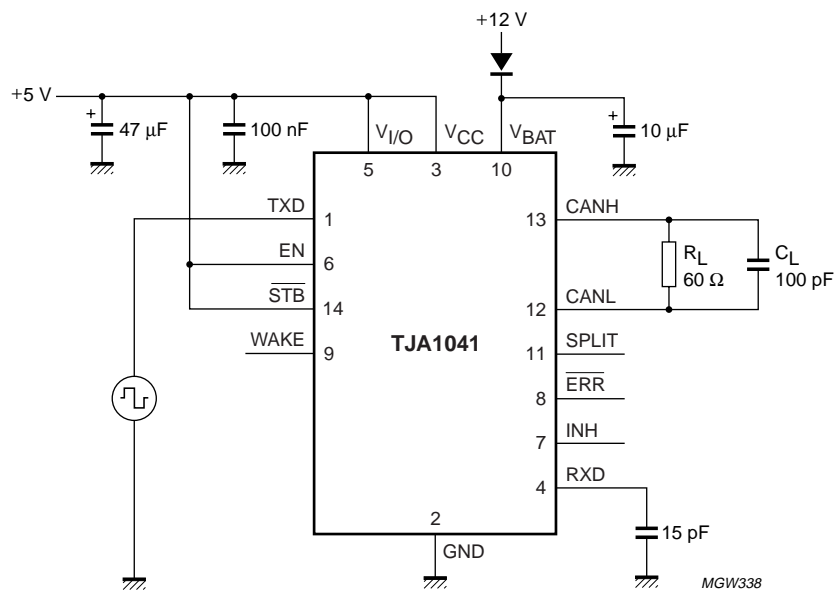 +12 V
+5 V
+
47 μF
100 nF
VI/O
VCC
VBAT
+
10 μF
5
3
10
TXD
1
13
CANH
EN
6
RL
60 Ω
CL
100 pF
STB
14
12
CANL
WAKE
9
TJA1041
11
SPLIT
8
ERR
7
INH
4
RXD
2
GND
15 pF
MGW338